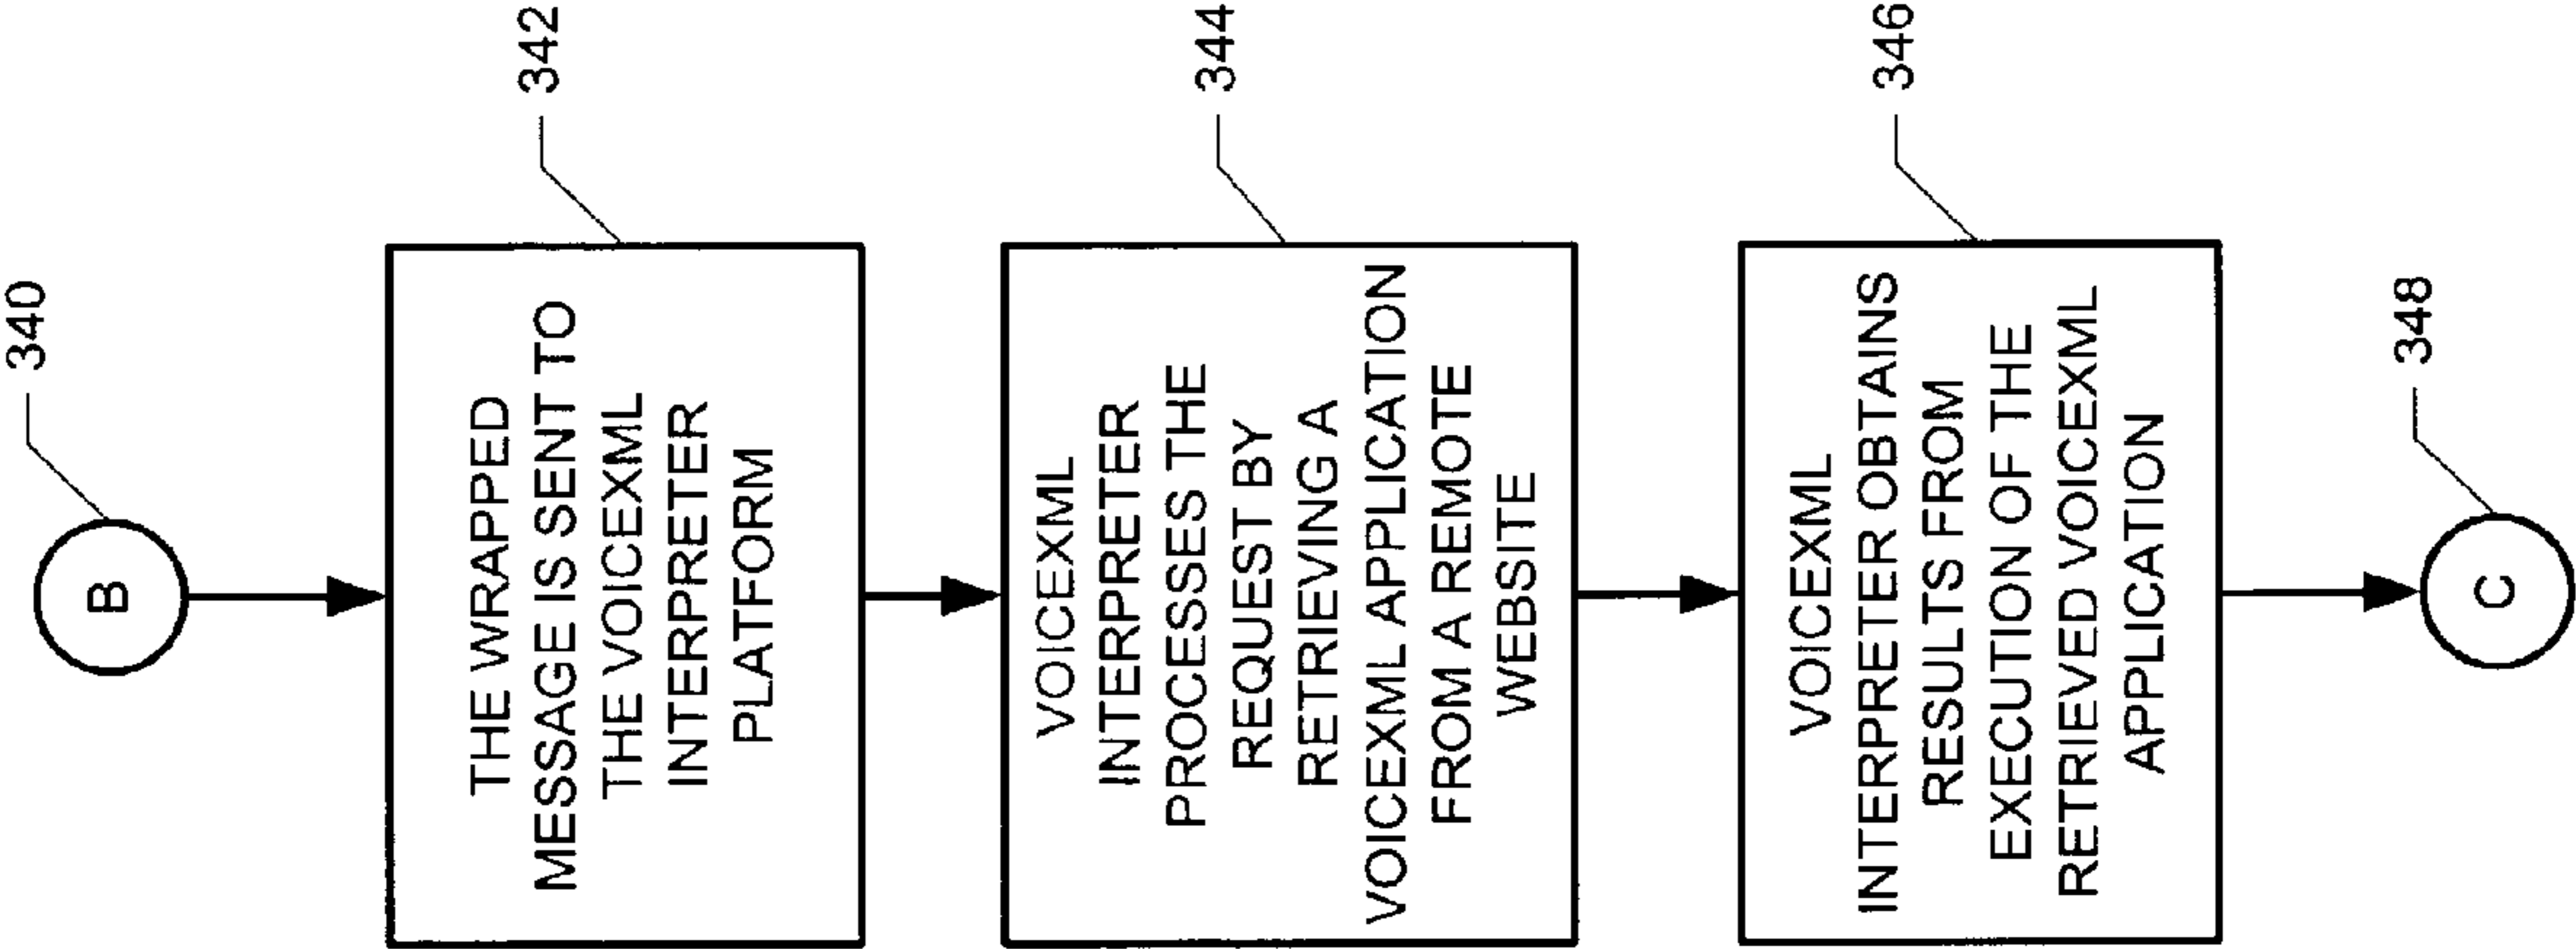 B
340
THE WRAPPED
MESSAGE IS SENT TO
THE VOICEXML
INTERPRETER
PLATFORM
342
VOICEXML
INTERPRETER
PROCESSES THE
REQUEST BY
RETRIEVING A
VOICEXML APPLICATION
FROM A REMOTE
WEBSITE
344
VOICEXML
INTERPRETER OBTAINS
RESULTS FROM
EXECUTION OF THE
RETRIEVED VOICEXML
APPLICATION
346
C
348